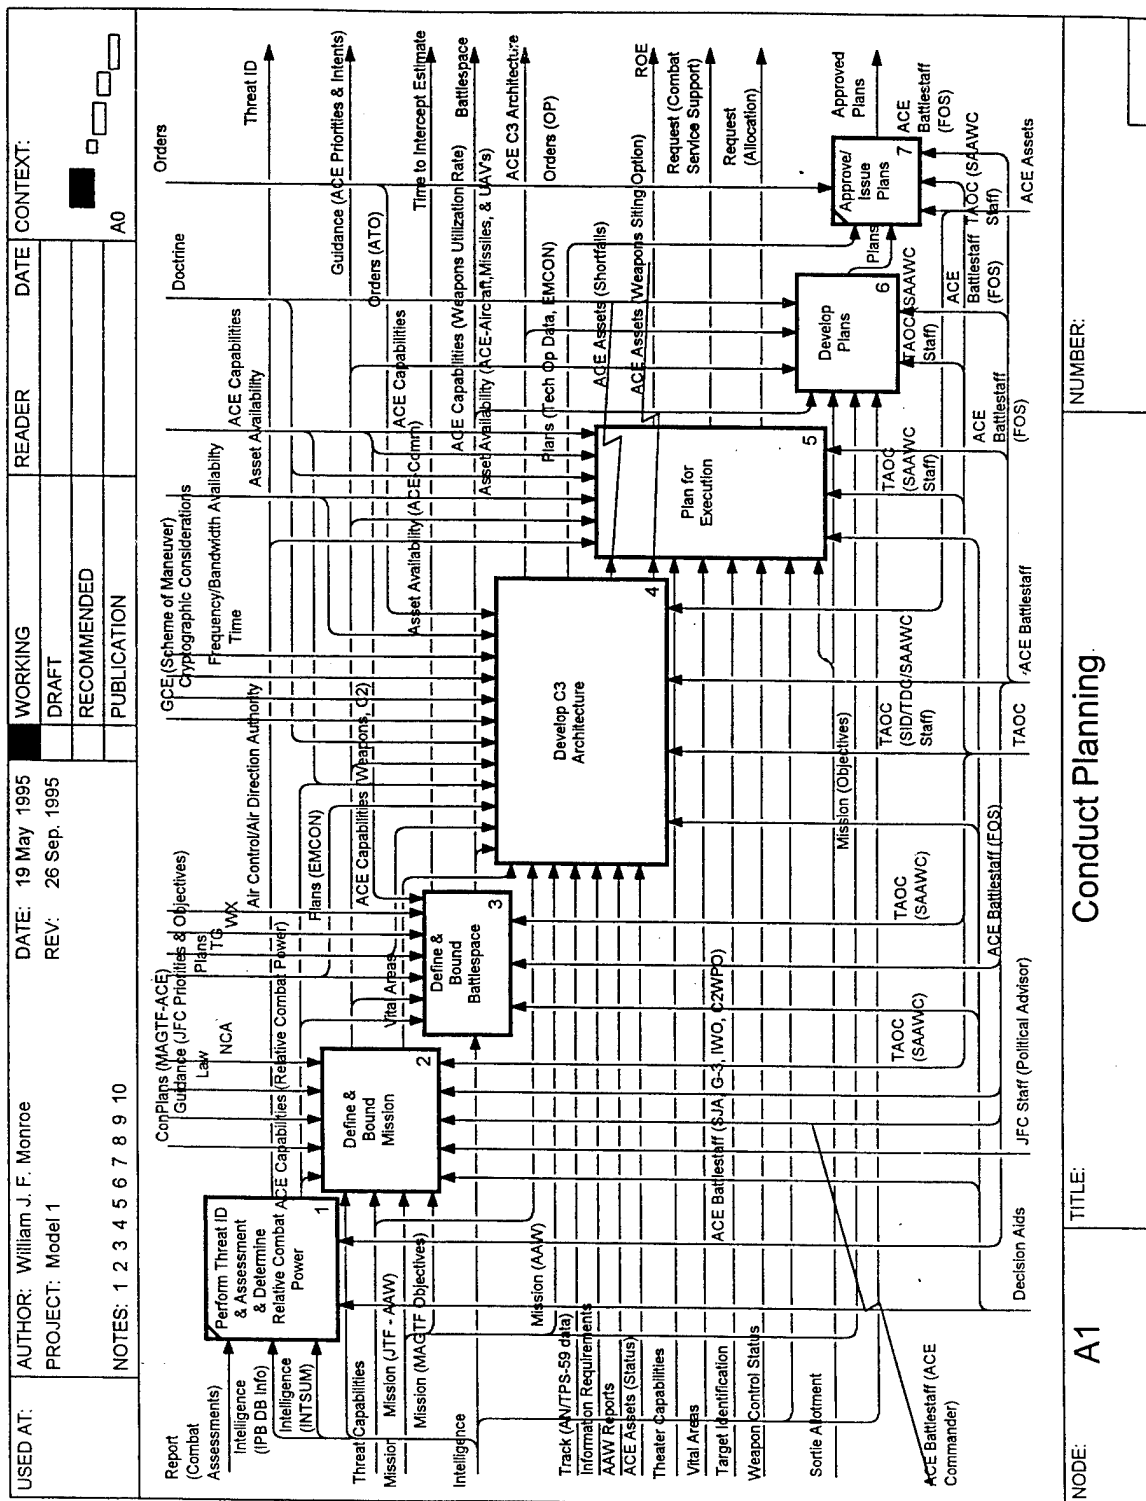 USED AT:
AUTHOR: William J. F. Monroe
PROJECT: Model 1
NOTES: 1 2 3 4 5 6 7 8 9 10
DATE: 19 May 1995
REV: 26 Sep. 1995
WORKING
DRAFT
RECOMMENDED
PUBLICATION
READER
DATE
CONTEXT:
A0
ConPlans (MAGTF-ACE)
Guidance (JFC Priorities & Objectives)
Law
NCA
Plans
TG
WX
Air Control/Air Direction Authority
GCE (Scheme of Maneuver)
Cryptographic Considerations
Frequency/Bandwidth Availabilty
Time
ACE Capabilities
Asset Availability
Doctrine
Orders
Threat ID
Guidance (ACE Priorities & Intents)
Orders (ATO)
ACE Capabilities
Time to Intercept Estimate
ACE Capabilities (Weapons Utilization Rate)
Battlespace
Asset Availability (ACE-Aircraft,Missiles, & UAV's)
ACE C3 Architecture
Plans (Tech Op Data, EMCON)
Orders (OP)
ACE Assets (Shortfalls)
ACE Assets (Weapons Siting Option)
ROE
Request (Combat
Service Support)
Request
(Allocation)
Approved
Plans
ACE Capabilities (Relative Combat Power)
Plans (EMCON)
ACE Capabilities (Weapons, C2)
Asset Availability (ACE-Comm)
Vital Areas
Perform Threat ID
& Assessment
& Determine
Relative Combat
Power
1
Define &
Bound
Mission
2
Define &
Bound
Battlespace
3
Develop C3
Architecture
4
Plan for
Execution
5
Develop
Plans
6
Plans
Approve/
Issue
Plans
7
Report
(Combat
Assessments)
Intelligence
(IPB DB Info)
Intelligence
(INTSUM)
Threat Capabilities
Mission (JTF - AAW)
Mission (MAGTF Objectives)
Intelligence
Mission (AAW)
Track (AN/TPS-59 data)
Information Requirements
AAW Reports
ACE Assets (Status)
Theater Capabilities
Vital Areas
Target Identification
Weapon Control Status
Sortie Allotment
ACE Battlestaff (ACE
Commander)
ACE Battlestaff (SJA, G-3, IWO, C2WPO)
Mission (Objectives)
TAOC
(SAAWC)
TAOC
(SAAWC)
TAOC
(SID/TDC/SAAWC
Staff)
TAOC
(SAAWC
Staff)
TAOC (SAAWC
Staff)
TAOC (SAAWC
Staff)
ACE Battlestaff (FOS)
ACE
Battlestaff
(FOS)
ACE
Battlestaff
(FOS)
ACE
Battlestaff
(FOS)
Decision Aids
JFC Staff (Political Advisor)
TAOC
ACE Battlestaff
ACE Assets
NODE:
A1
TITLE:
Conduct Planning
NUMBER: